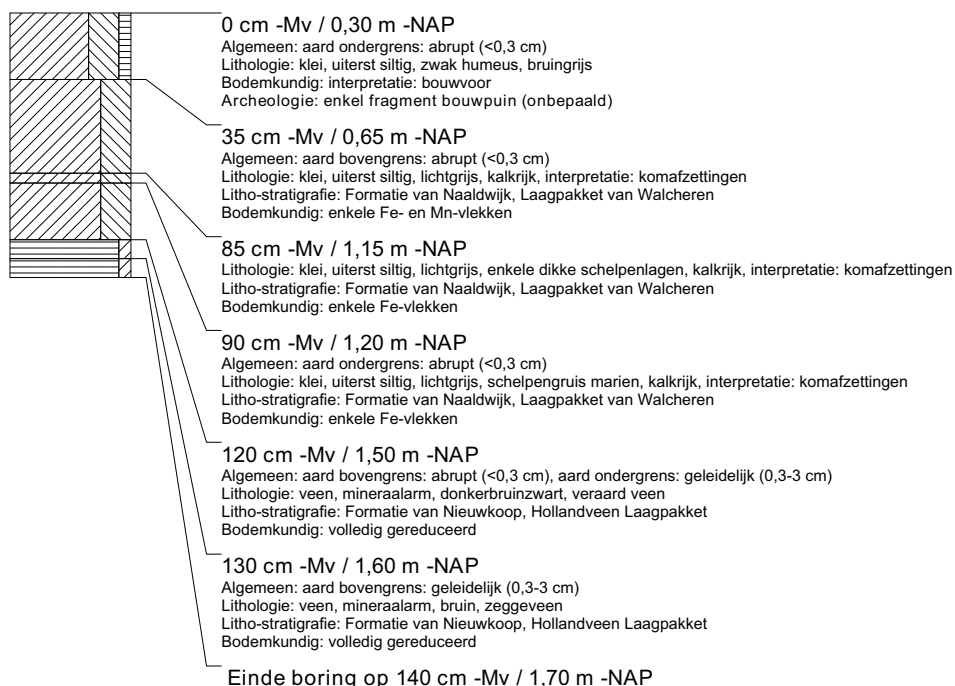 0 cm -Mv / 0,30 m -NAP
Algemeen: aard ondergrens: abrupt (<0,3 cm)
Lithologie: klei, uiterst siltig, zwak humeus, bruingrijs
Bodemkundig: interpretatie: bouwvoor
Archeologie: enkel fragment bouwpuin (onbepaald)
35 cm -Mv / 0,65 m -NAP
Algemeen: aard bovengrens: abrupt (<0,3 cm)
Lithologie: klei, uiterst siltig, lichtgrijs, kalkrijk, interpretatie: komafzettingen
Litho-stratigrafie: Formatie van Naaldwijk, Laagpakket van Walcheren
Bodemkundig: enkele Fe- en Mn-vlekken
85 cm -Mv / 1,15 m -NAP
Lithologie: klei, uiterst siltig, lichtgrijs, enkele dikke schelpenlagen, kalkrijk, interpretatie: komafzettingen
Litho-stratigrafie: Formatie van Naaldwijk, Laagpakket van Walcheren
Bodemkundig: enkele Fe-vlekken
90 cm -Mv / 1,20 m -NAP
Algemeen: aard ondergrens: abrupt (<0,3 cm)
Lithologie: klei, uiterst siltig, lichtgrijs, schelpengruis marien, kalkrijk, interpretatie: komafzettingen
Litho-stratigrafie: Formatie van Naaldwijk, Laagpakket van Walcheren
Bodemkundig: enkele Fe-vlekken
120 cm -Mv / 1,50 m -NAP
Algemeen: aard bovengrens: abrupt (<0,3 cm), aard ondergrens: geleidelijk (0,3-3 cm)
Lithologie: veen, mineraalarm, donkerbruinzwart, veraard veen
Litho-stratigrafie: Formatie van Nieuwkoop, Hollandveen Laagpakket
Bodemkundig: volledig gereduceerd
130 cm -Mv / 1,60 m -NAP
Algemeen: aard bovengrens: geleidelijk (0,3-3 cm)
Lithologie: veen, mineraalarm, bruin, zeggeveen
Litho-stratigrafie: Formatie van Nieuwkoop, Hollandveen Laagpakket
Bodemkundig: volledig gereduceerd
Einde boring op 140 cm -Mv / 1,70 m -NAP